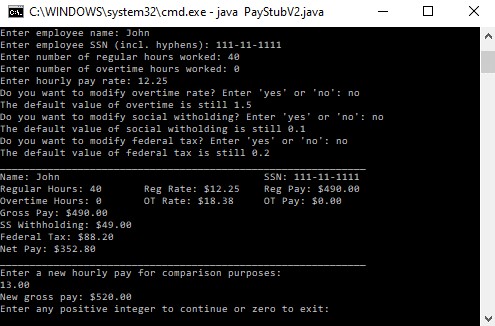 C:\WINDOWS\system32\cmd.exe - java  PayStubV2.java
Enter employee name: John
Enter employee SSN (incl. hyphens): 111-11-1111
Enter number of regular hours worked: 40
Enter number of overtime hours worked: 0
Enter hourly pay rate: 12.25
Do you want to modify overtime rate? Enter 'yes' or 'no': no
The default value of overtime is still 1.5
Do you want to modify social witholding? Enter 'yes' or 'no': no
The default value of social witholding is still 0.1
Do you want to modify federal tax? Enter 'yes' or 'no': no
The default value of federal tax is still 0.2
Name: John SSN: 111-11-1111
Regular Hours: 40 Reg Rate: $12.25 Reg Pay: $490.00
Overtime Hours: 0 OT Rate: $18.38 OT Pay: $0.00
Gross Pay: $490.00
SS Withholding: $49.00
Federal Tax: $88.20
Net Pay: $352.80
Enter a new hourly pay for comparison purposes:
13.00
New gross pay: $520.00
Enter any positive integer to continue or zero to exit: